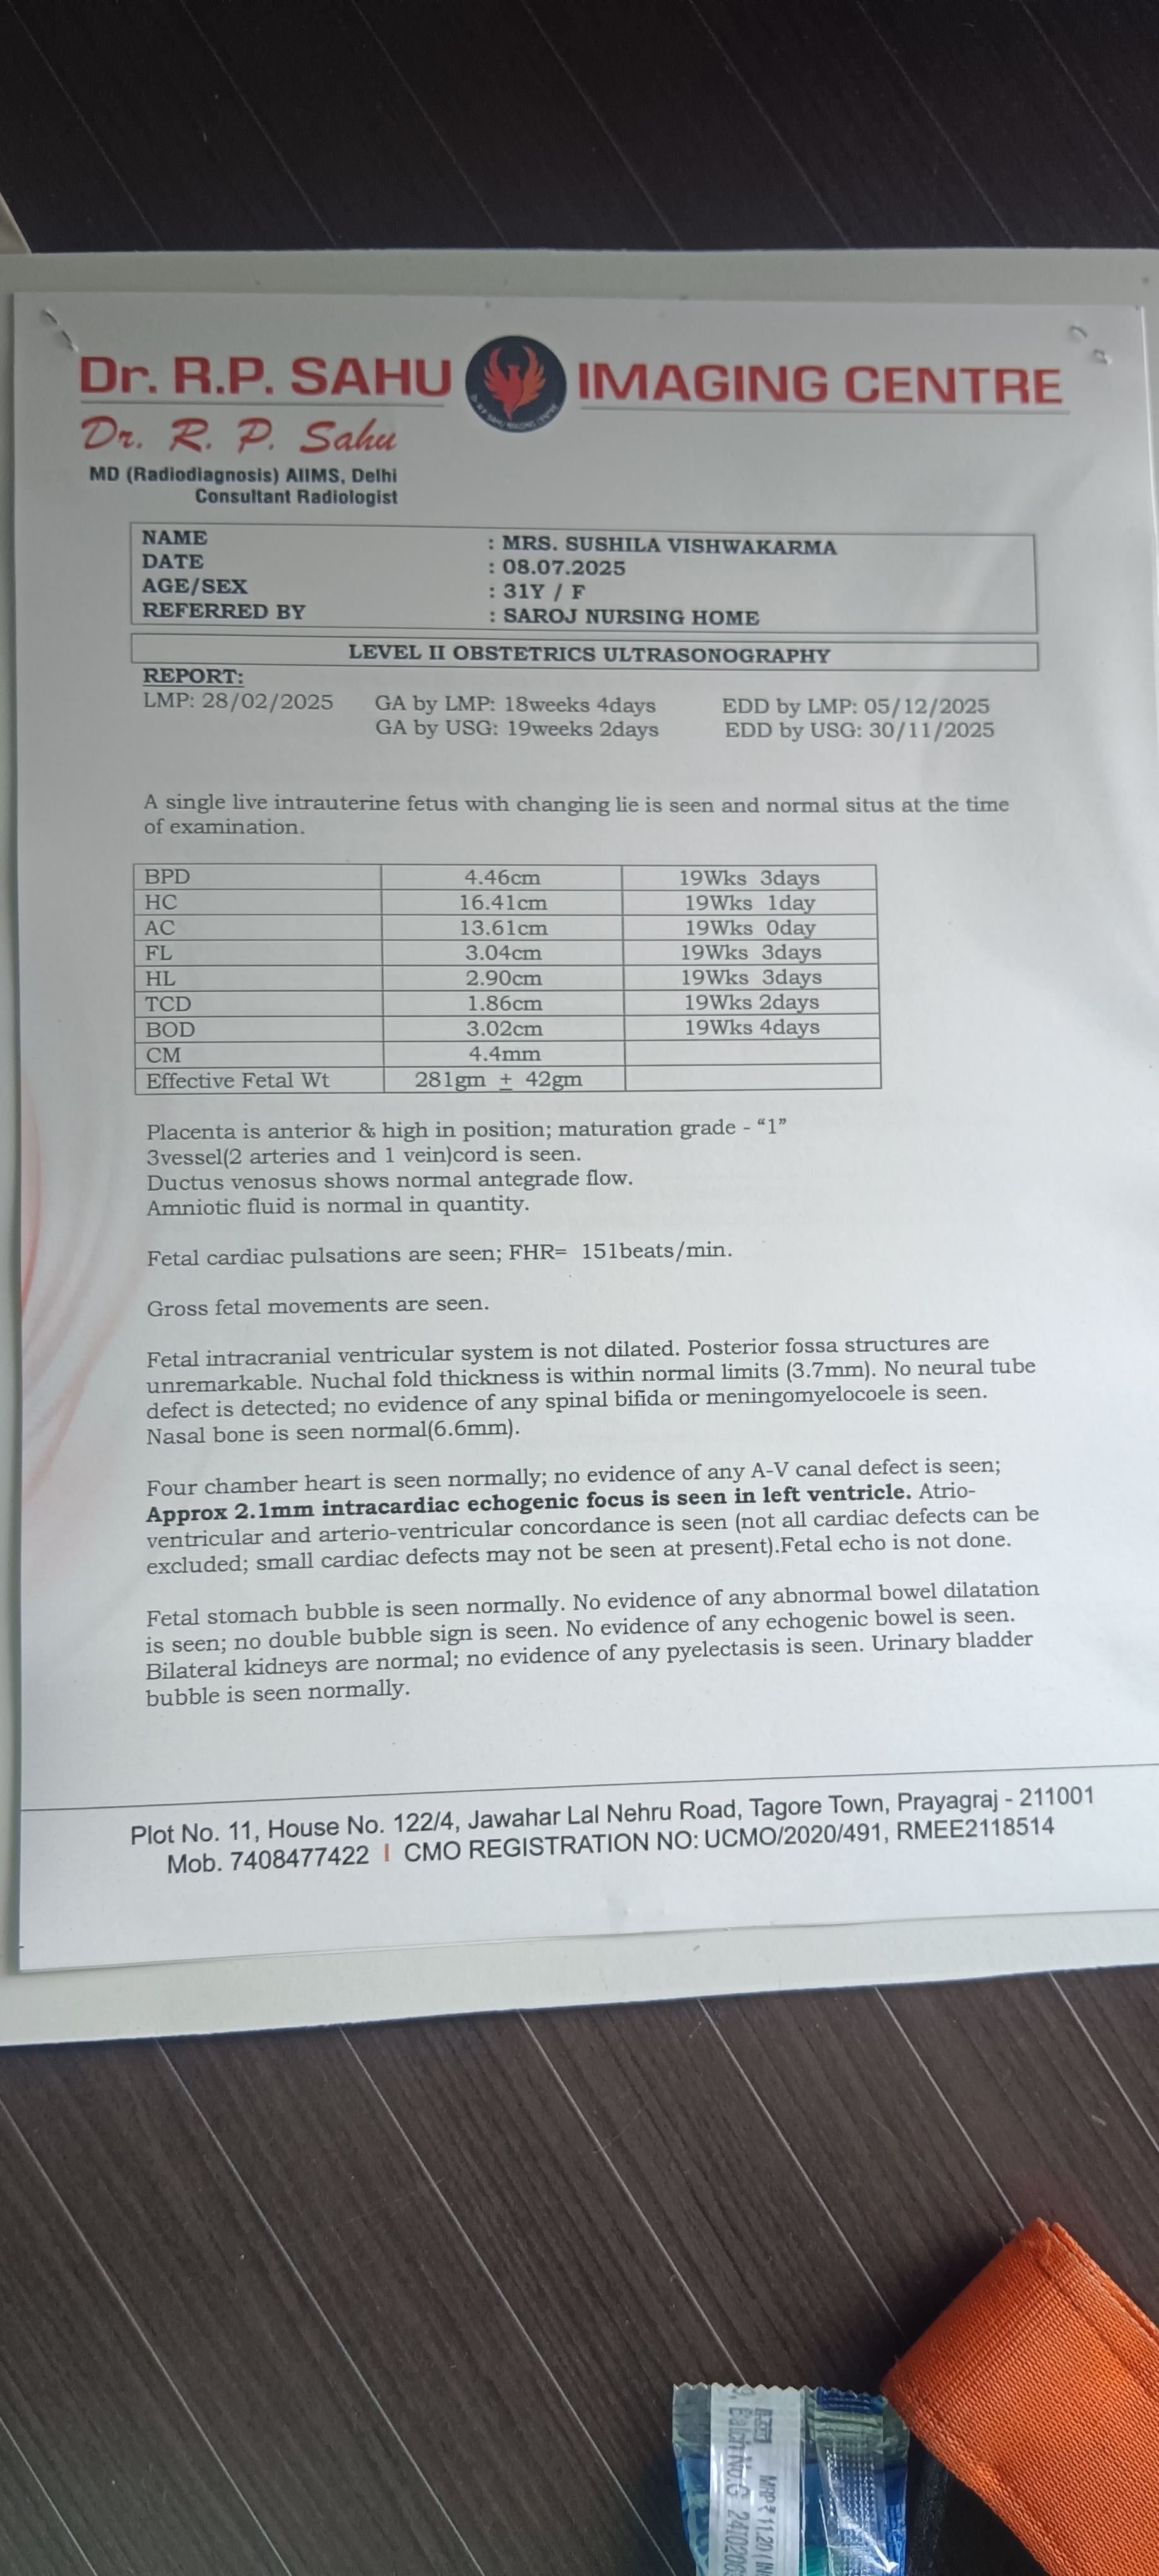 Dr. R.P. SAHU IMAGING CENTRE
Dr. R. P. Sahu
MD (Radiodiagnosis) AIIMS, Delhi
Consultant Radiologist
NAME : MRS. SUSHILA VISHWAKARMA
DATE : 08.07.2025
AGE/SEX : 31Y / F
REFERRED BY : SAROJ NURSING HOME
LEVEL II OBSTETRICS ULTRASONOGRAPHY
REPORT:
LMP: 28/02/2025 GA by LMP: 18weeks 4days EDD by LMP: 05/12/2025
GA by USG: 19weeks 2days EDD by USG: 30/11/2025
A single live intrauterine fetus with changing lie is seen and normal situs at the time
of examination.
BPD 4.46cm 19Wks 3days
HC 16.41cm 19Wks 1day
AC 13.61cm 19Wks 0day
FL 3.04cm 19Wks 3days
HL 2.90cm 19Wks 3days
TCD 1.86cm 19Wks 2days
BOD 3.02cm 19Wks 4days
CM 4.4mm
Effective Fetal Wt 281gm ± 42gm
Placenta is anterior & high in position; maturation grade - “1”
3vessel(2 arteries and 1 vein)cord is seen.
Ductus venosus shows normal antegrade flow.
Amniotic fluid is normal in quantity.
Fetal cardiac pulsations are seen; FHR= 151beats/min.
Gross fetal movements are seen.
Fetal intracranial ventricular system is not dilated. Posterior fossa structures are
unremarkable. Nuchal fold thickness is within normal limits (3.7mm). No neural tube
defect is detected; no evidence of any spinal bifida or meningomyelocoele is seen.
Nasal bone is seen normal(6.6mm).
Four chamber heart is seen normally; no evidence of any A-V canal defect is seen;
Approx 2.1mm intracardiac echogenic focus is seen in left ventricle. Atrio-
ventricular and arterio-ventricular concordance is seen (not all cardiac defects can be
excluded; small cardiac defects may not be seen at present).Fetal echo is not done.
Fetal stomach bubble is seen normally. No evidence of any abnormal bowel dilatation
is seen; no double bubble sign is seen. No evidence of any echogenic bowel is seen.
Bilateral kidneys are normal; no evidence of any pyelectasis is seen. Urinary bladder
bubble is seen normally.
Plot No. 11, House No. 122/4, Jawahar Lal Nehru Road, Tagore Town, Prayagraj - 211001
Mob. 7408477422 | CMO REGISTRATION NO: UCMO/2020/491, RMEE2118514
MRP ₹ 11.20
Batch No.